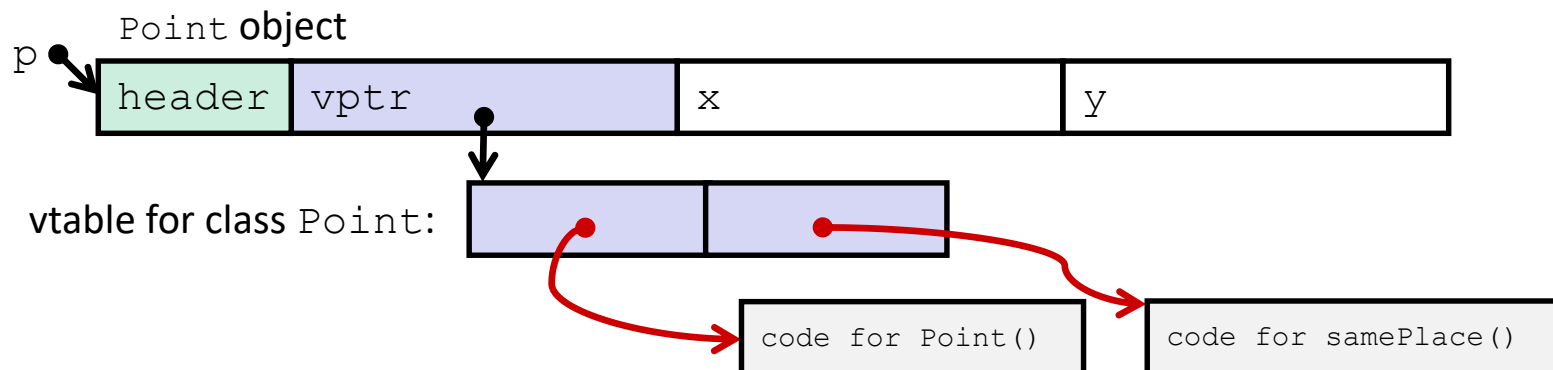 Point object
p
header vptr x y
vtable for class Point:
code for Point() code for samePlace()